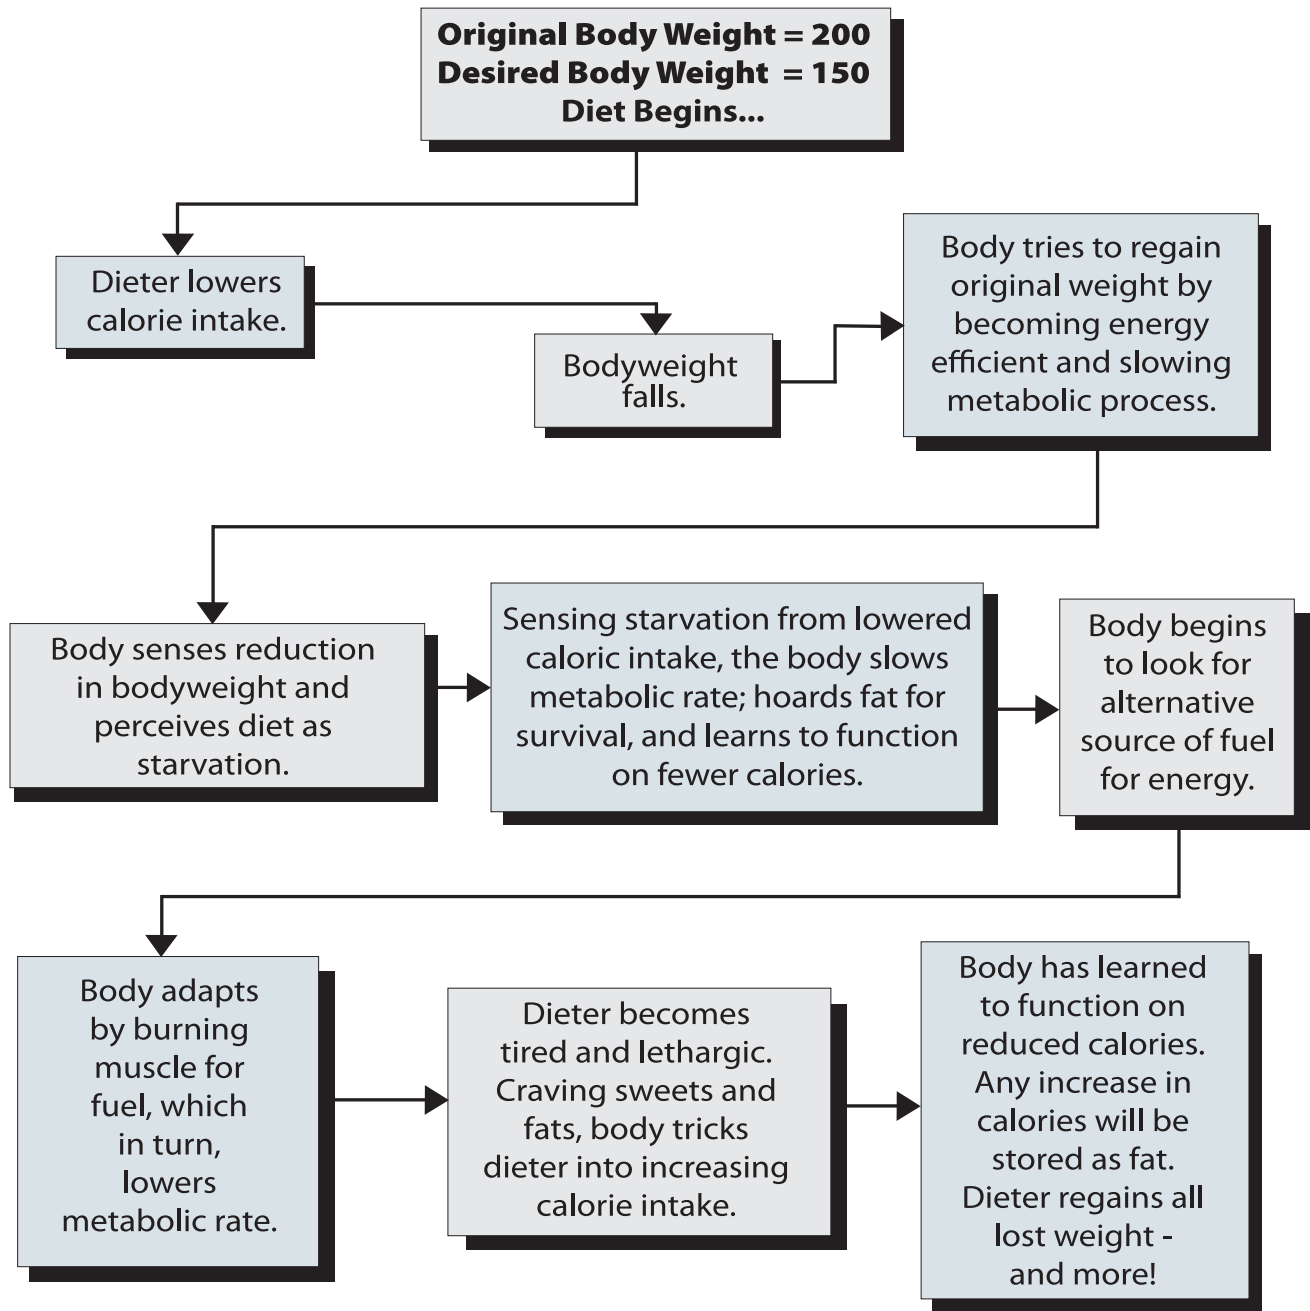 Original Body Weight = 200
Desired Body Weight = 150
Diet Begins...
Dieter lowers
calorie intake.
Bodyweight
falls.
Body tries to regain
original weight by
becoming energy
efficient and slowing
metabolic process.
Body senses reduction
in bodyweight and
perceives diet as
starvation.
Sensing starvation from lowered
caloric intake, the body slows
metabolic rate; hoards fat for
survival, and learns to function
on fewer calories.
Body begins
to look for
alternative
source of fuel
for energy.
Body adapts
by burning
muscle for
fuel, which
in turn,
lowers
metabolic rate.
Dieter becomes
tired and lethargic.
Craving sweets and
fats, body tricks
dieter into increasing
calorie intake.
Body has learned
to function on
reduced calories.
Any increase in
calories will be
stored as fat.
Dieter regains all
lost weight -
and more!